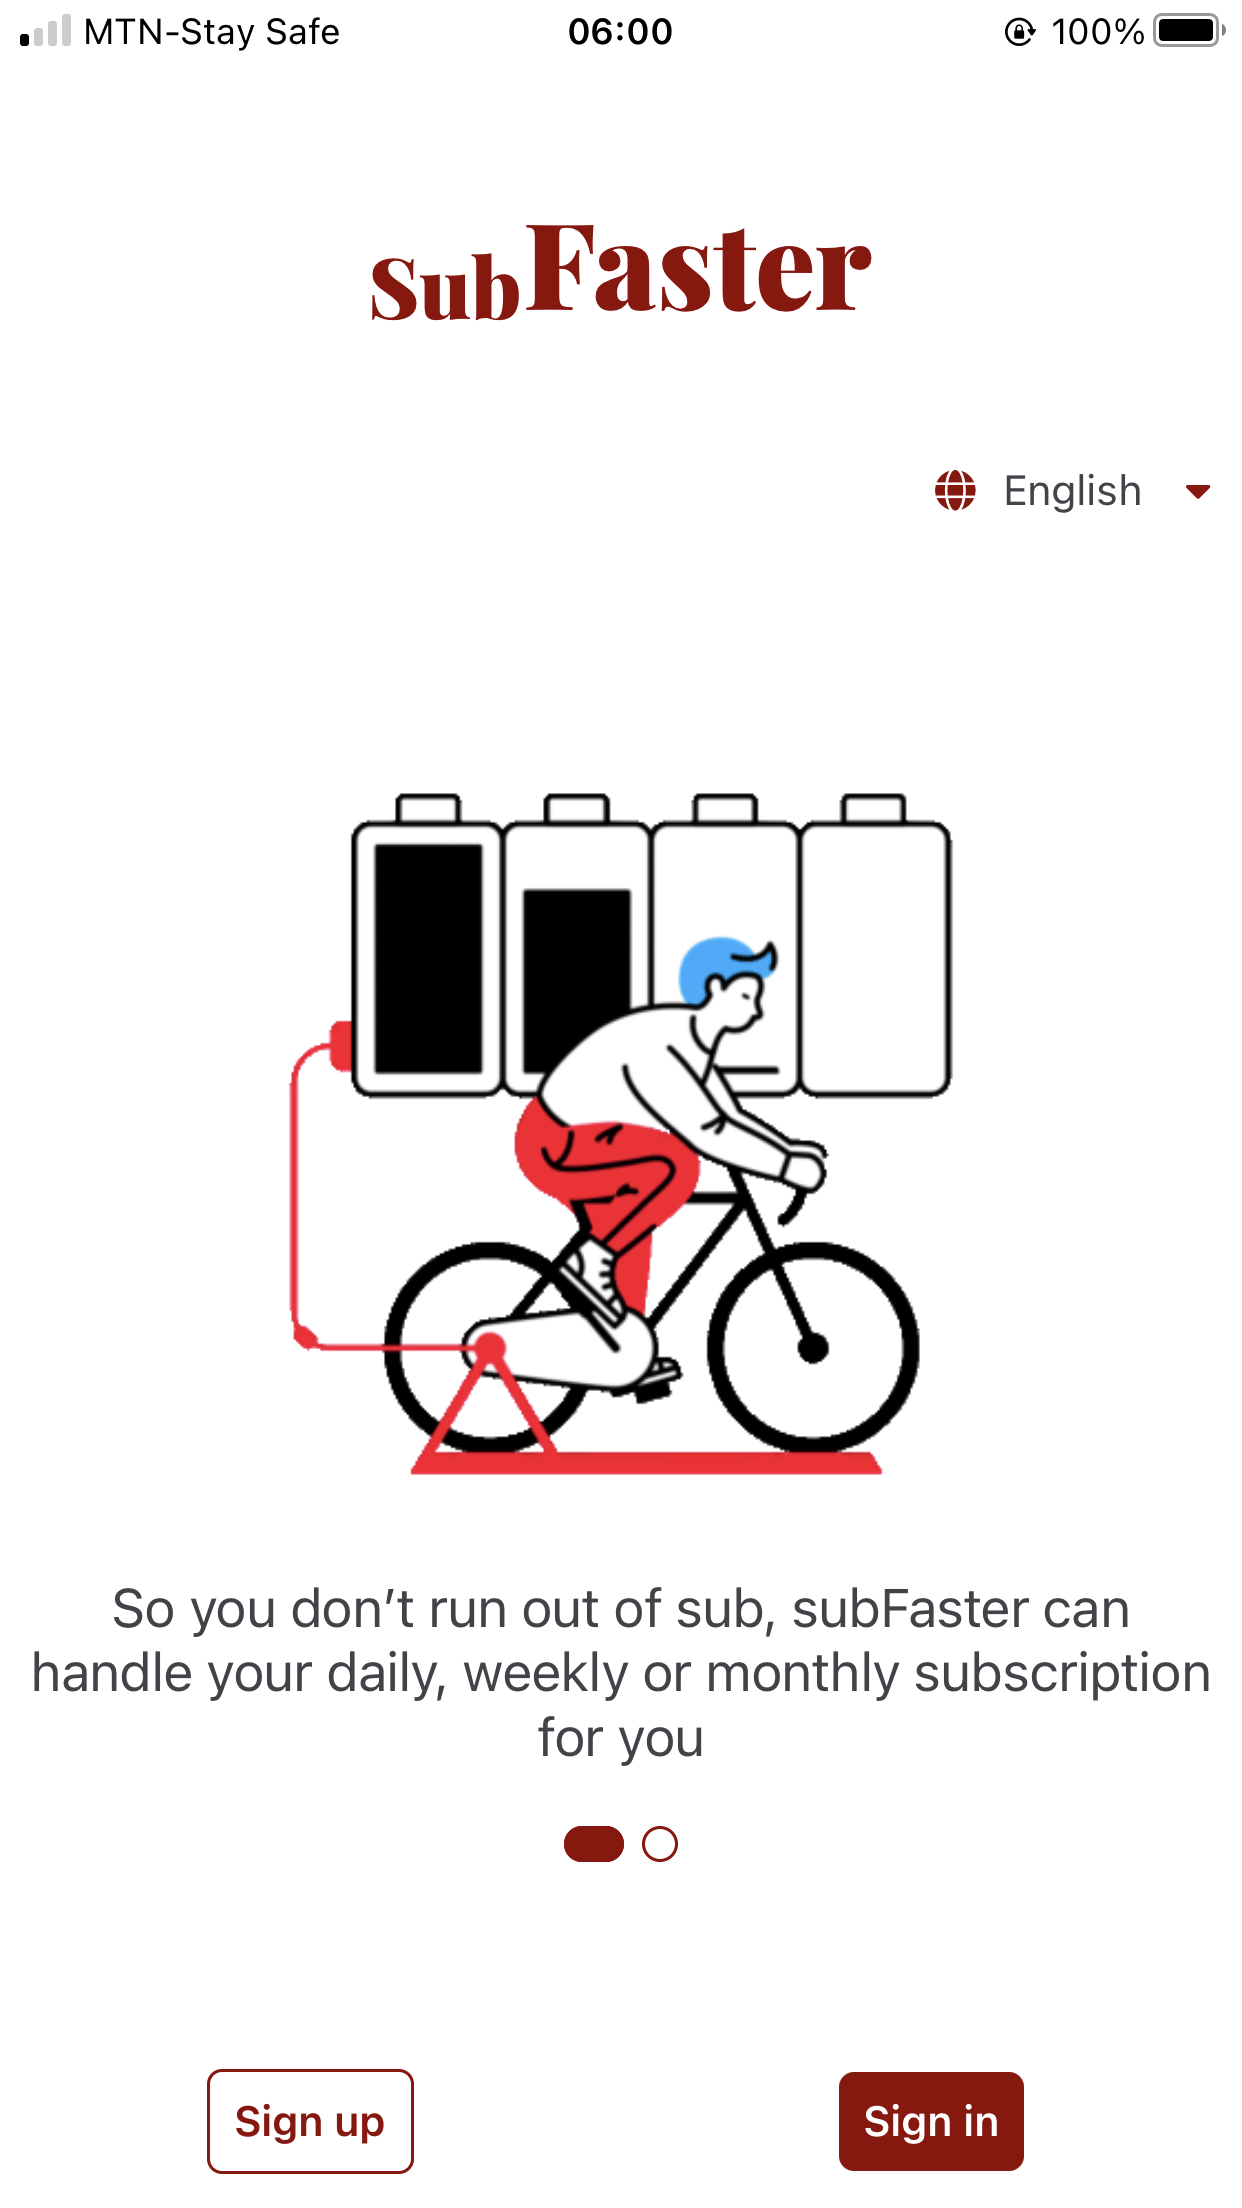 MTN-Stay Safe 06:00 100%
SubFaster
English
So you don’t run out of sub, subFaster can
handle your daily, weekly or monthly subscription
for you
Sign up Sign in